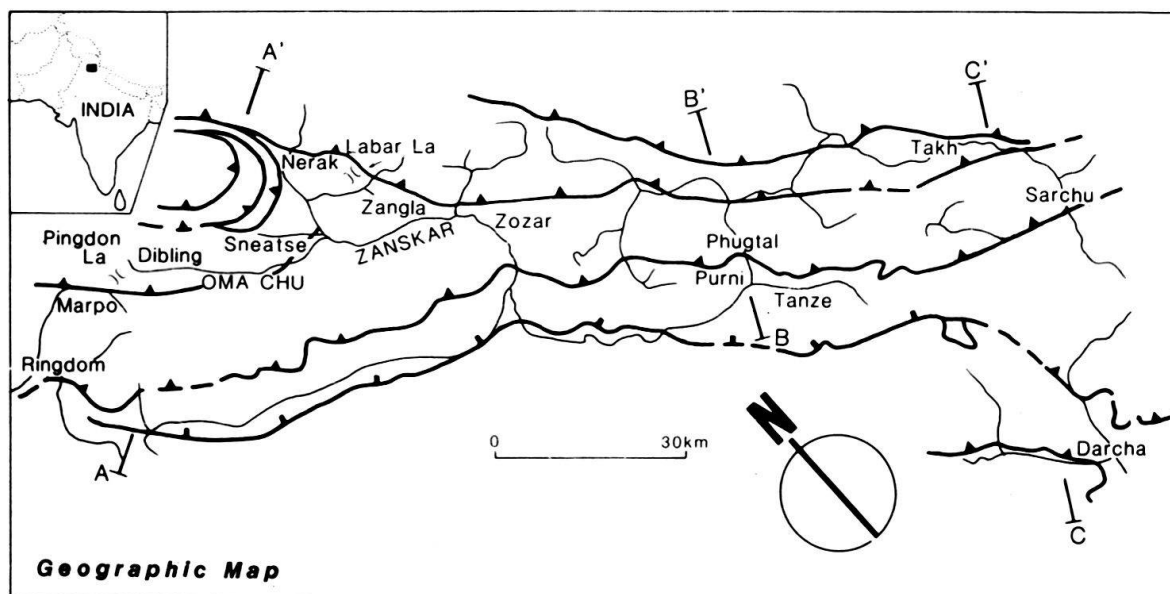 INDIA
A'
B'
C'
Labar La
Nerak
Takh
Zangla
Sarchu
Zozar
ZANSKAR
Sneatse
Pingdon
La
Dibling
Phugtal
OMA CHU
Purni
Marpo
Tanze
B
Ringdom
N
0 30km
Darcha
A
C
Geographic Map